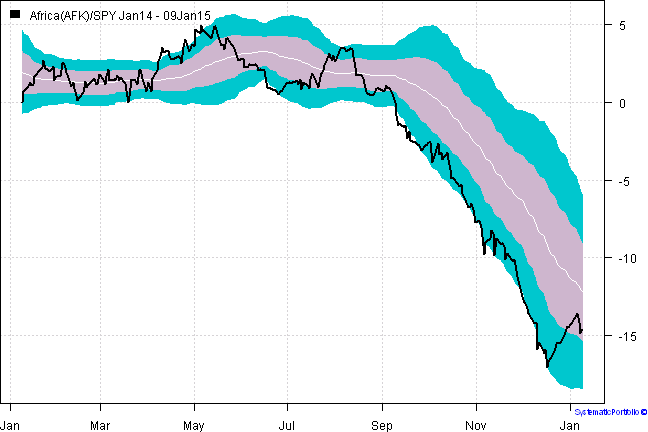 Africa(AFK)/SPY Jan14 - 09Jan15
5
0
-5
-10
-15
Jan Mar May Jul Sep Nov Jan
SystematicPortfolio ©